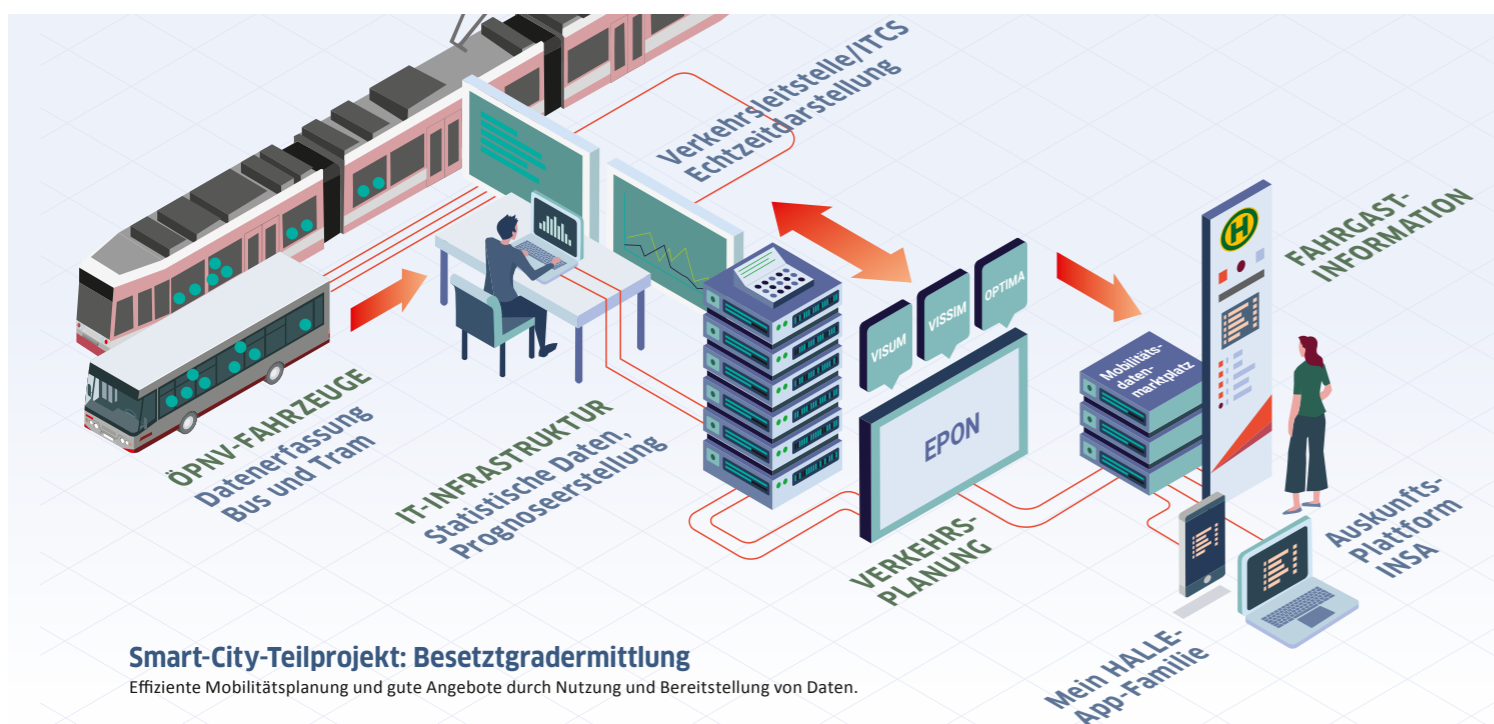 Verkehrsleitstelle/ITCS
Echtzeitdarstellung
H
FAHRGAST-
INFORMATION
VISUM
VISSIM
OPTIMA
Mobilitäts-
daten-
marktplatz
EPON
ÖPNV-FAHRZEUGE
Datenerfassung
Bus und Tram
IT-INFRASTRUKTUR
Statistische Daten,
Prognoseerstellung
VERKEHRS-
PLANUNG
Auskunfts-
Plattform
INSA
Mein HALLE-
App-Familie
Smart-City-Teilprojekt: Besetztgradermittlung
Effiziente Mobilitätsplanung und gute Angebote durch Nutzung und Bereitstellung von Daten.